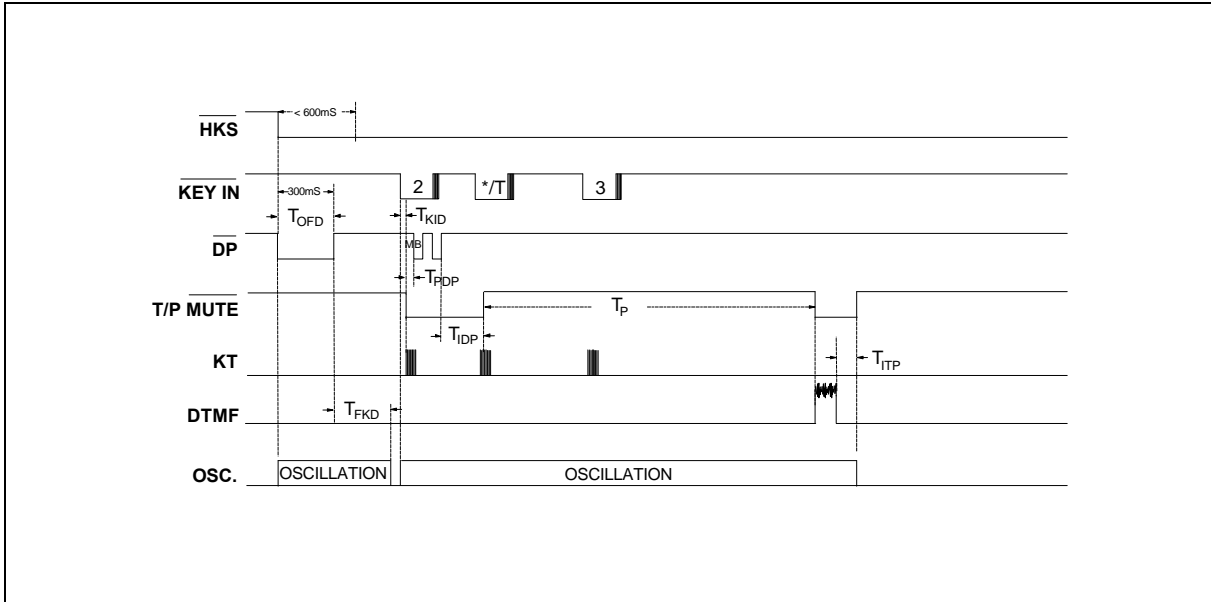 < 600mS
HKS
KEY IN
2
*/T
3
300mS
TOFD
TKID
DP
MB
TPDP
T/P MUTE
TP
TIDP
KT
TITP
TFKD
DTMF
OSC.
OSCILLATION
OSCILLATION